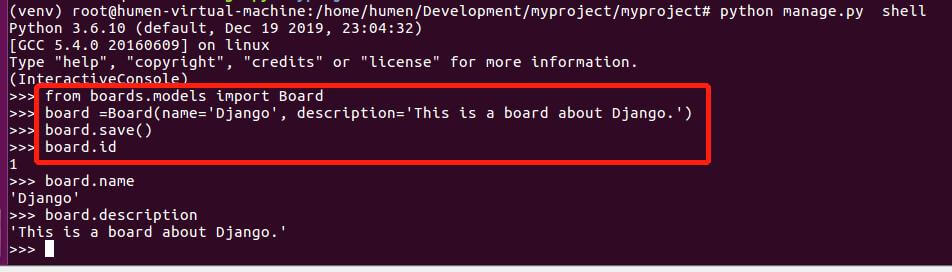 (venv) root@humen-virtual-machine:/home/humen/Development/myproject/myproject# python manage.py  shell
Python 3.6.10 (default, Dec 19 2019, 23:04:32)
[GCC 5.4.0 20160609] on linux
Type "help", "copyright", "credits" or "license" for more information.
(InteractiveConsole)
>>> from boards.models import Board
>>> board =Board(name='Django', description='This is a board about Django.')
>>> board.save()
>>> board.id
1
>>> board.name
'Django'
>>> board.description
'This is a board about Django.'
>>>